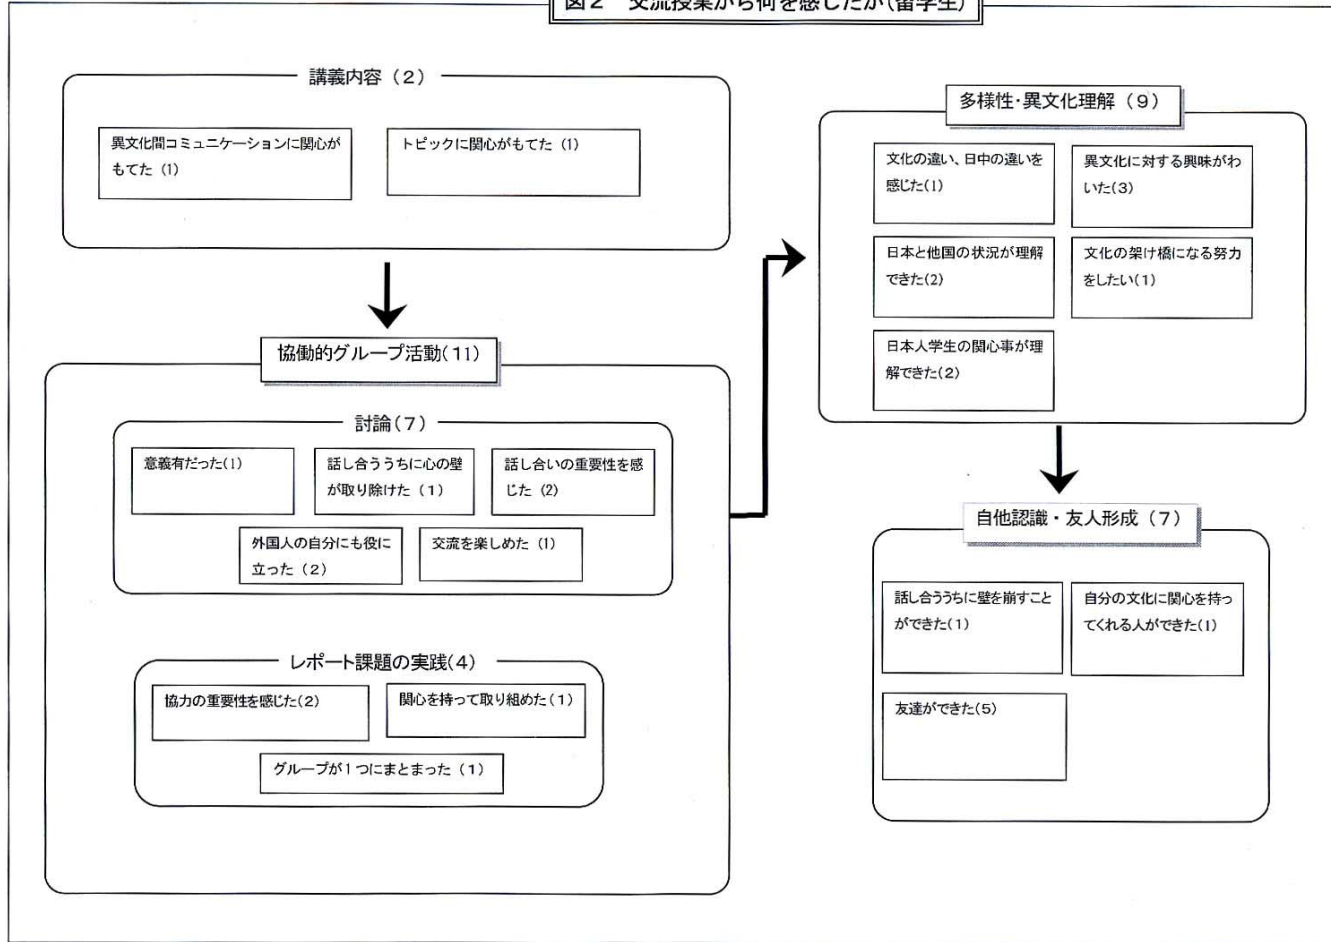 図2 交流授業から何を感じたか(留学生)
講義内容（2）
異文化間コミュニケーションに関心が
もてた（1）
トピックに関心がもてた（1）
協働的グループ活動(11)
討論(7)
意義有だった(1)
話し合ううちに心の壁
が取り除けた（1）
話し合いの重要性を感
じた（2）
外国人の自分にも役に
立った（2）
交流を楽しめた（1）
レポート課題の実践(4)
協力の重要性を感じた(2)
関心を持って取り組めた(1)
グループが1つにまとまった（1）
多様性・異文化理解（9）
文化の違い、日中の違いを
感じた(1)
異文化に対する興味がわ
いた(3)
日本と他国の状況が理解
できた(2)
文化の架け橋になる努力
をしたい(1)
日本人学生の関心事が理
解できた(2)
自他認識・友人形成（7）
話し合ううちに壁を崩すこと
ができた(1)
自分の文化に関心を持っ
てくれる人ができた(1)
友達ができた(5)